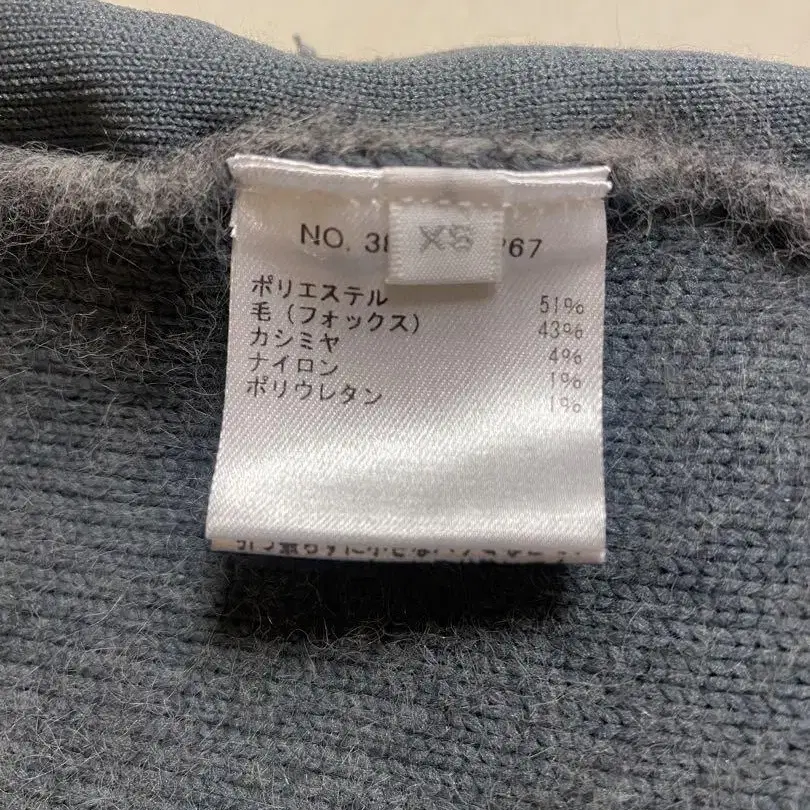 NO. 3
XS
67
ポリエステル 51%
毛（フォックス） 43%
カシミヤ 4%
ナイロン 1%
ポリウレタン 1%